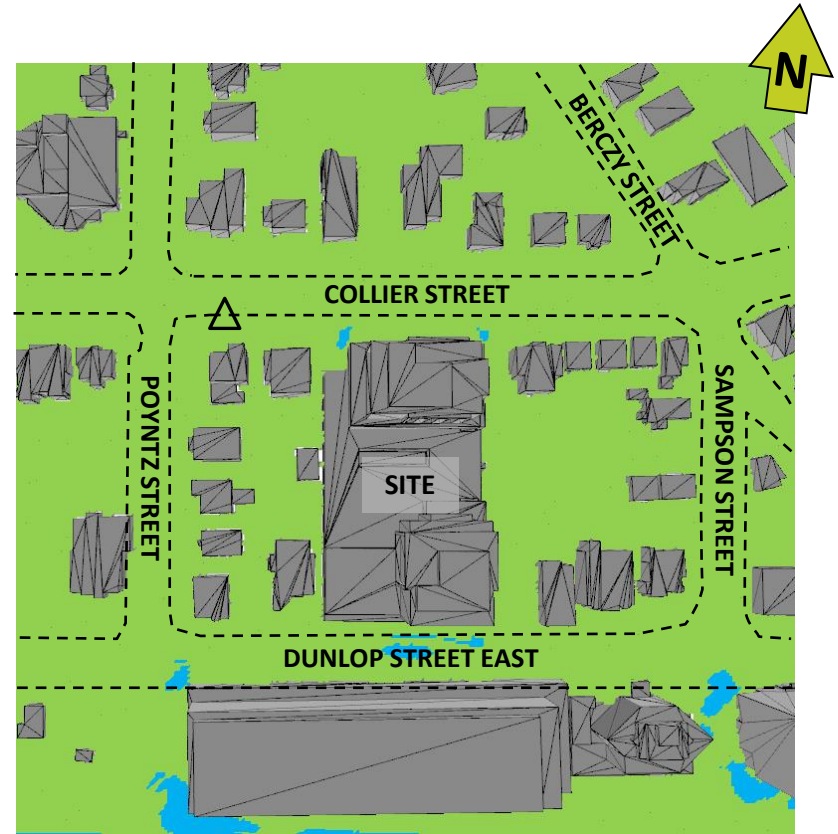 N
BERCZY STREET
COLLIER STREET
POYNTZ STREET
SAMPSON STREET
SITE
DUNLOP STREET EAST